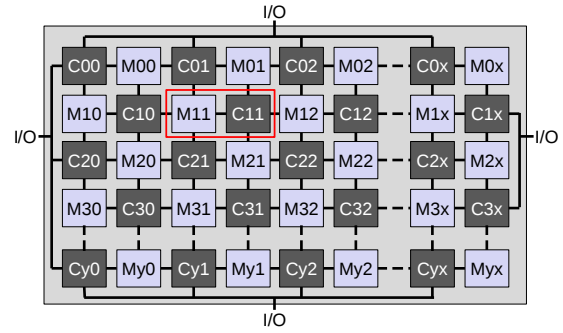 I/O
C00 M00 C01 M01 C02 M02 C0x M0x
M10 C10 M11 C11 M12 C12 M1x C1x
I/O I/O
C20 M20 C21 M21 C22 M22 C2x M2x
M30 C30 M31 C31 M32 C32 M3x C3x
Cy0 My0 Cy1 My1 Cy2 My2 Cyx Myx
I/O